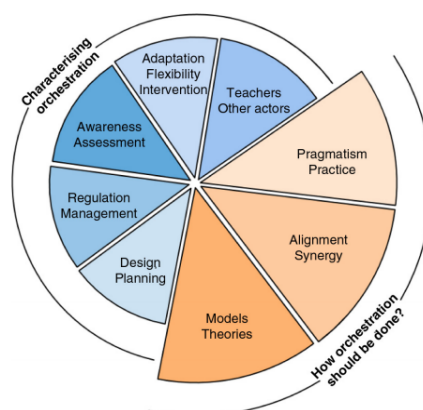 Characterising
orchestration
Adaptation
Flexibility
Intervention
Teachers
Other actors
Awareness
Assessment
Pragmatism
Practice
Regulation
Management
Alignment
Synergy
Design
Planning
Models
Theories
How orchestration
should be done?